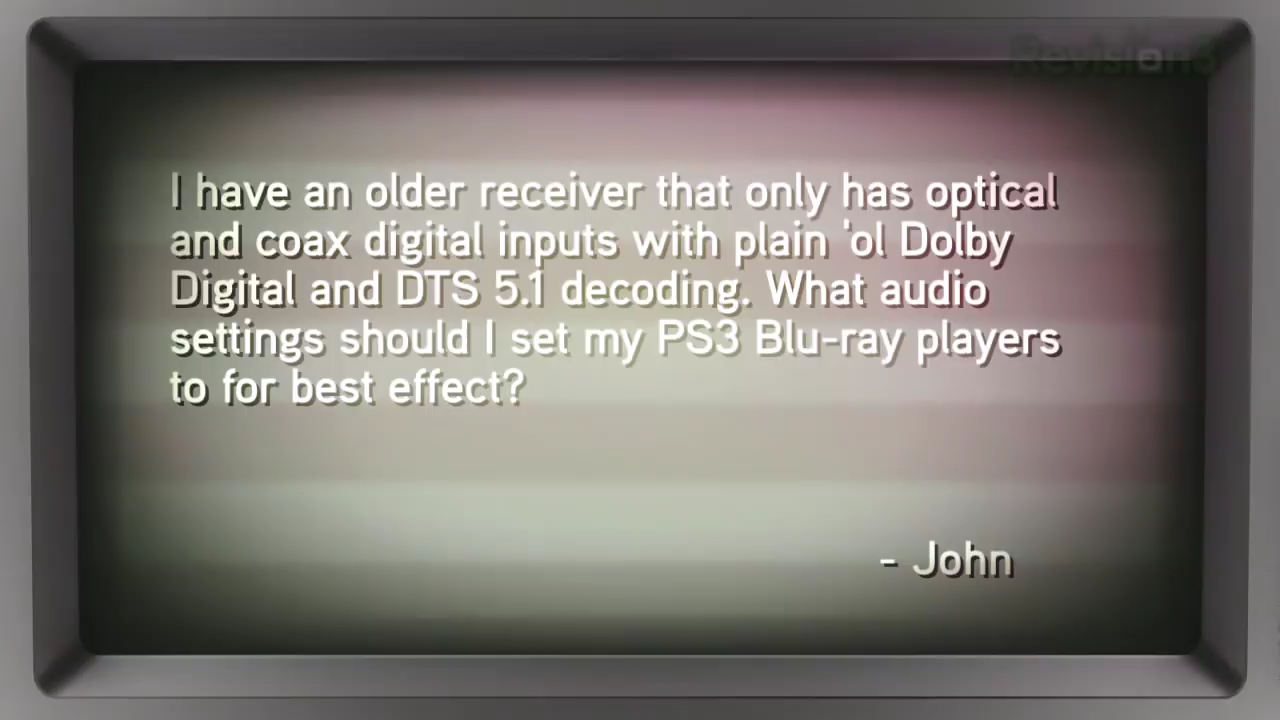 Revision3
I have an older receiver that only has optical
and coax digital inputs with plain 'ol Dolby
Digital and DTS 5.1 decoding. What audio
settings should I set my PS3 Blu-ray players
to for best effect?
- John